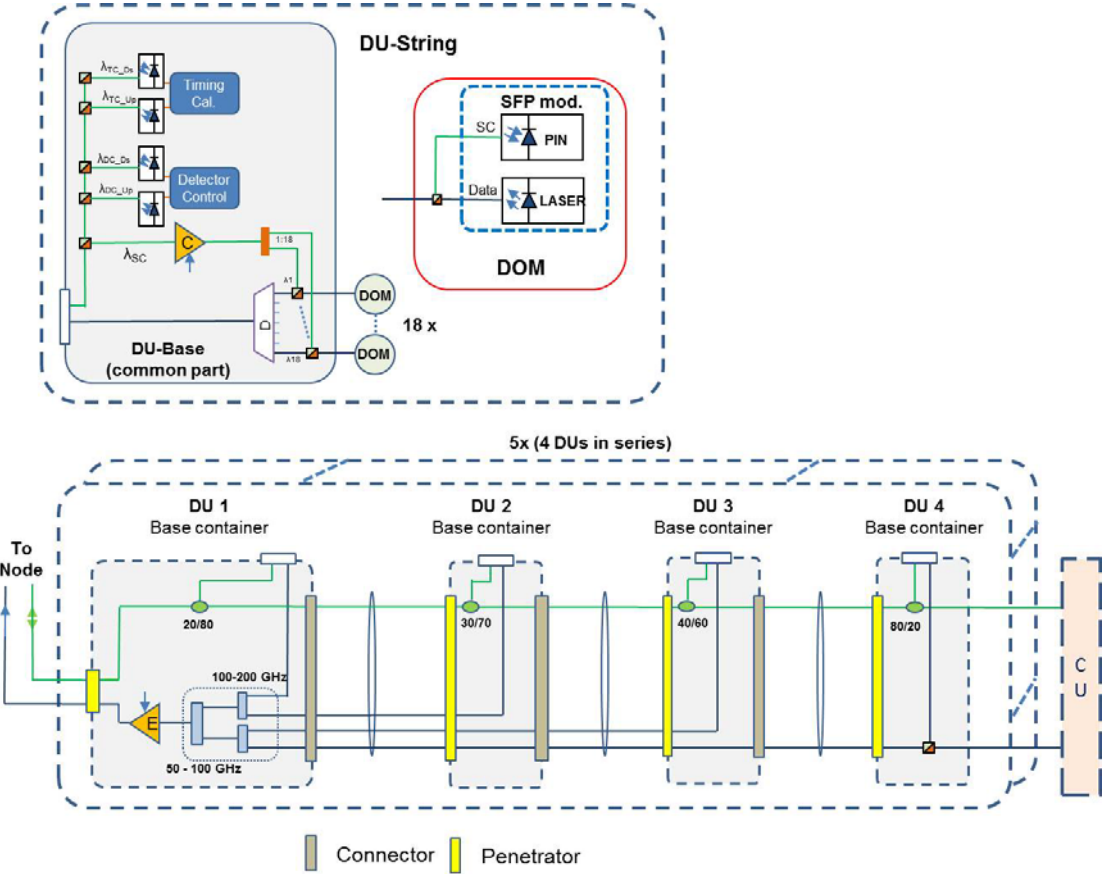 DU-String
λTC_Ds
Timing
Cal.
λTC_Up
λDC_Ds
Detector
Control
λDC_Up
C
λSC
1:18
λ1
D
λ18
DOM
DOM
18 x
DU-Base
(common part)
SFP mod.
SC
PIN
Data
LASER
DOM
5x (4 DUs in series)
DU 1
Base container
DU 2
Base container
DU 3
Base container
DU 4
Base container
To
Node
20/80
30/70
40/60
80/20
100-200 GHz
E
50 - 100 GHz
C
U
Connector
Penetrator